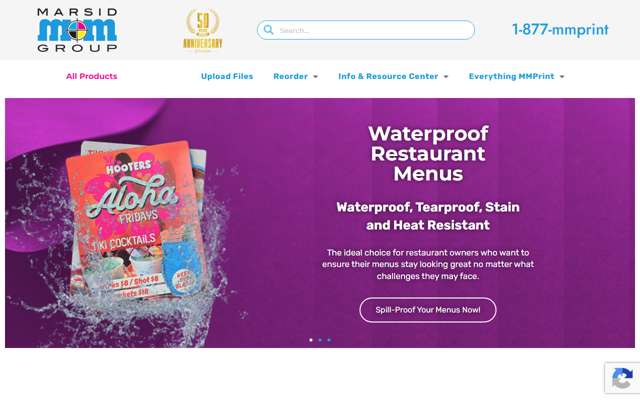 MARSID
mm
GROUP
50
ANNIVERSARY
Search...
1-877-mmprint
All Products
Upload Files
Reorder
Info & Resource Center
Everything MMPrint
HOOTERS
Aloha
FRIDAYS
TIKI COCKTAILS
Waterproof
Restaurant
Menus
Waterproof, Tearproof, Stain
and Heat Resistant
The ideal choice for restaurant owners who want to
ensure their menus stay looking great no matter what
challenges they may face.
Spill-Proof Your Menus Now!